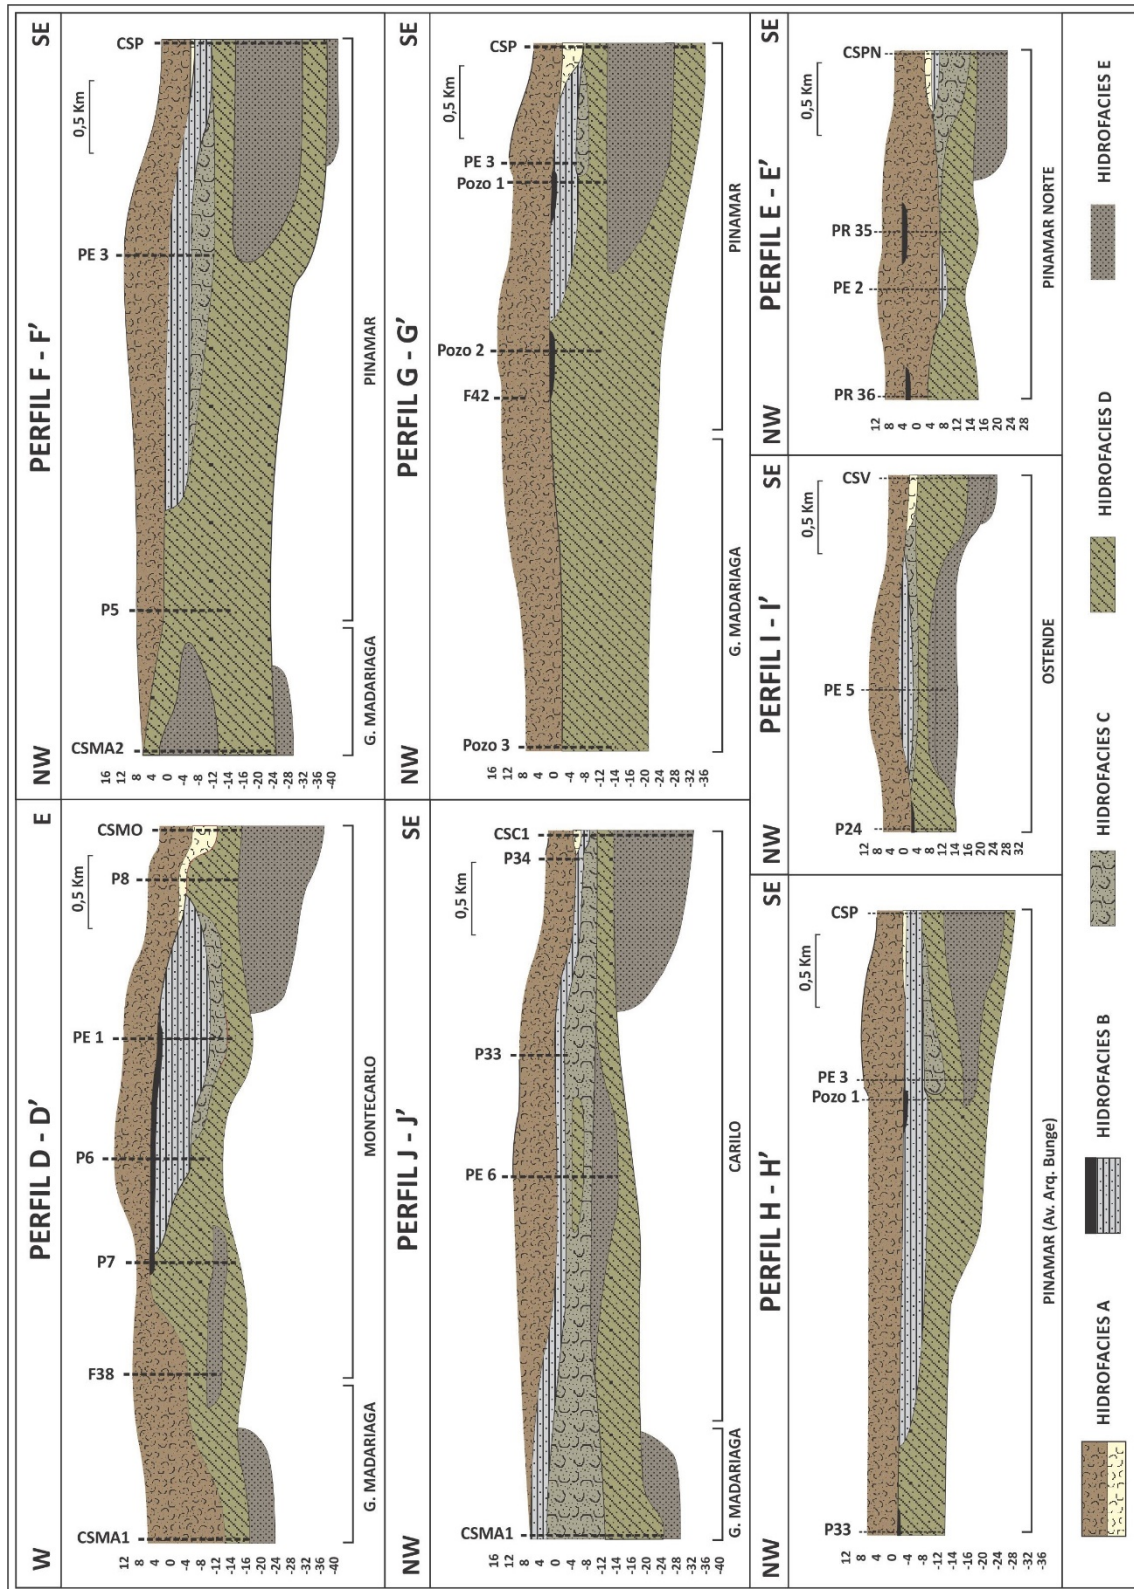 W
PERFIL D - D'
E
CSMA1
F38
P7
P6
PE 1
P8
CSMO
0,5 Km
12
8
4
0
-4
-8
-12
-16
-20
-24
-28
-32
-36
-40
G. MADARIAGA
MONTECARLO
NW
PERFIL F - F'
SE
CSMA2
P5
PE 3
CSP
0,5 Km
16
12
8
4
0
-4
-8
-12
-16
-20
-24
-28
-32
-36
-40
G. MADARIAGA
PINAMAR
NW
PERFIL J - J'
SE
CSMA1
PE 6
P33
P34
CSC1
0,5 Km
12
8
4
0
-4
-8
-12
-16
-20
-24
-28
-32
-36
-40
G. MADARIAGA
CARILO
NW
PERFIL G - G'
SE
Pozo 3
F42
Pozo 2
Pozo 1
PE 3
CSP
0,5 Km
16
12
8
4
0
-4
-8
-12
-16
-20
-24
-28
-32
-36
G. MADARIAGA
PINAMAR
NW
PERFIL H - H'
SE
P33
Pozo 1
PE 3
CSP
0,5 Km
12
8
4
0
-4
-8
-12
-16
-20
-24
-28
-32
-36
PINAMAR (Av. Arq. Bunge)
NW
PERFIL I - I'
SE
P24
PE 5
CSV
0,5 Km
12
8
4
0
4
8
12
14
16
20
24
28
32
OSTENDE
NW
PERFIL E - E'
SE
PR 36
PE 2
PR 35
CSPN
0,5 Km
12
8
4
0
4
8
12
14
16
20
24
28
PINAMAR NORTE
HIDROFACIES A
HIDROFACIES B
HIDROFACIES C
HIDROFACIES D
HIDROFACIES E